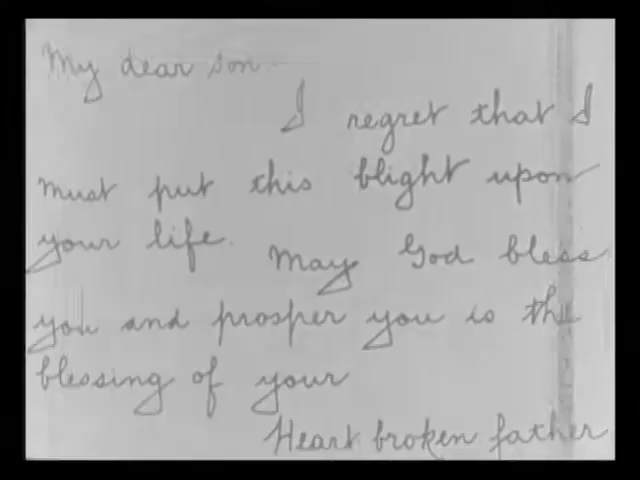 My dear son.
I regret that I
must put this blight upon
your life. May God bless
you and prosper you is the
blessing of your
Heart broken father